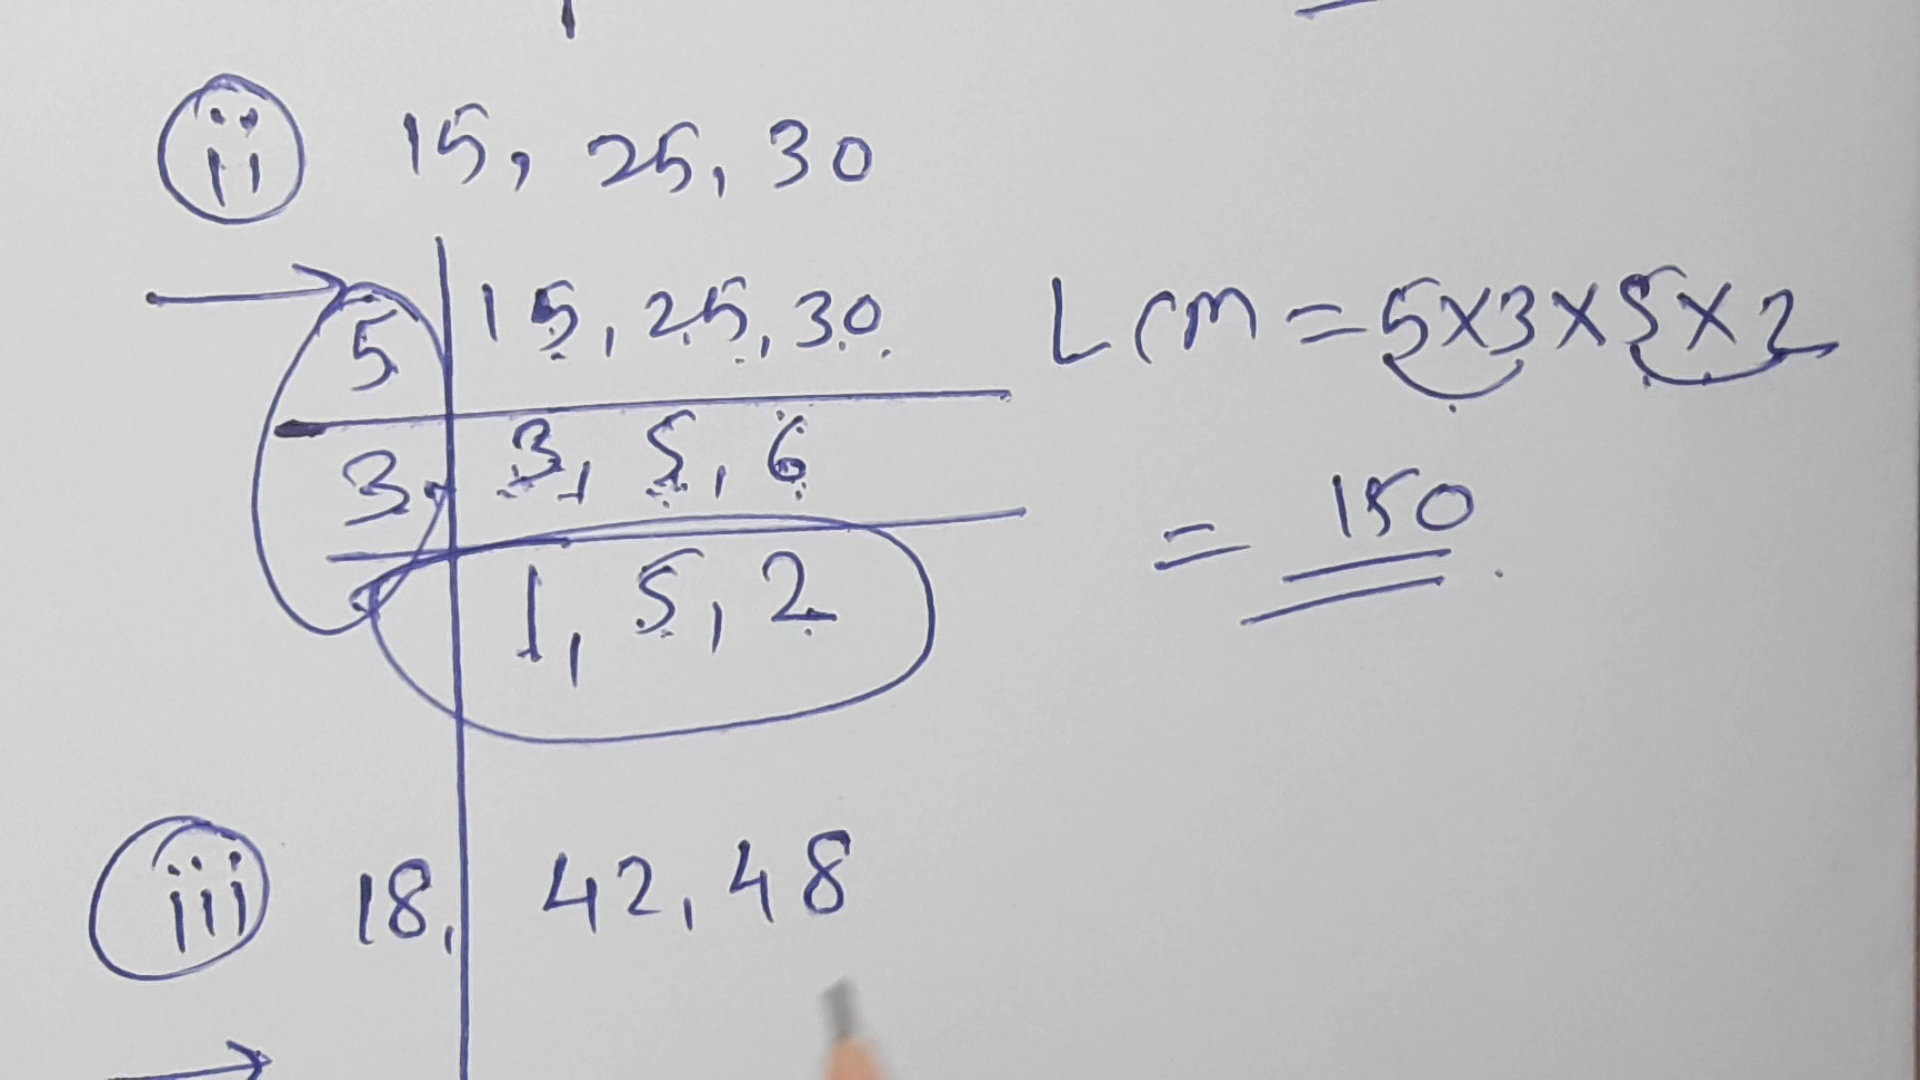 ii 15, 25, 30
5 | 15, 25, 30 LCM = 5×3×5×2
3 | 3, 5, 6
= 150
1, 5, 2
iii 18, 42, 48